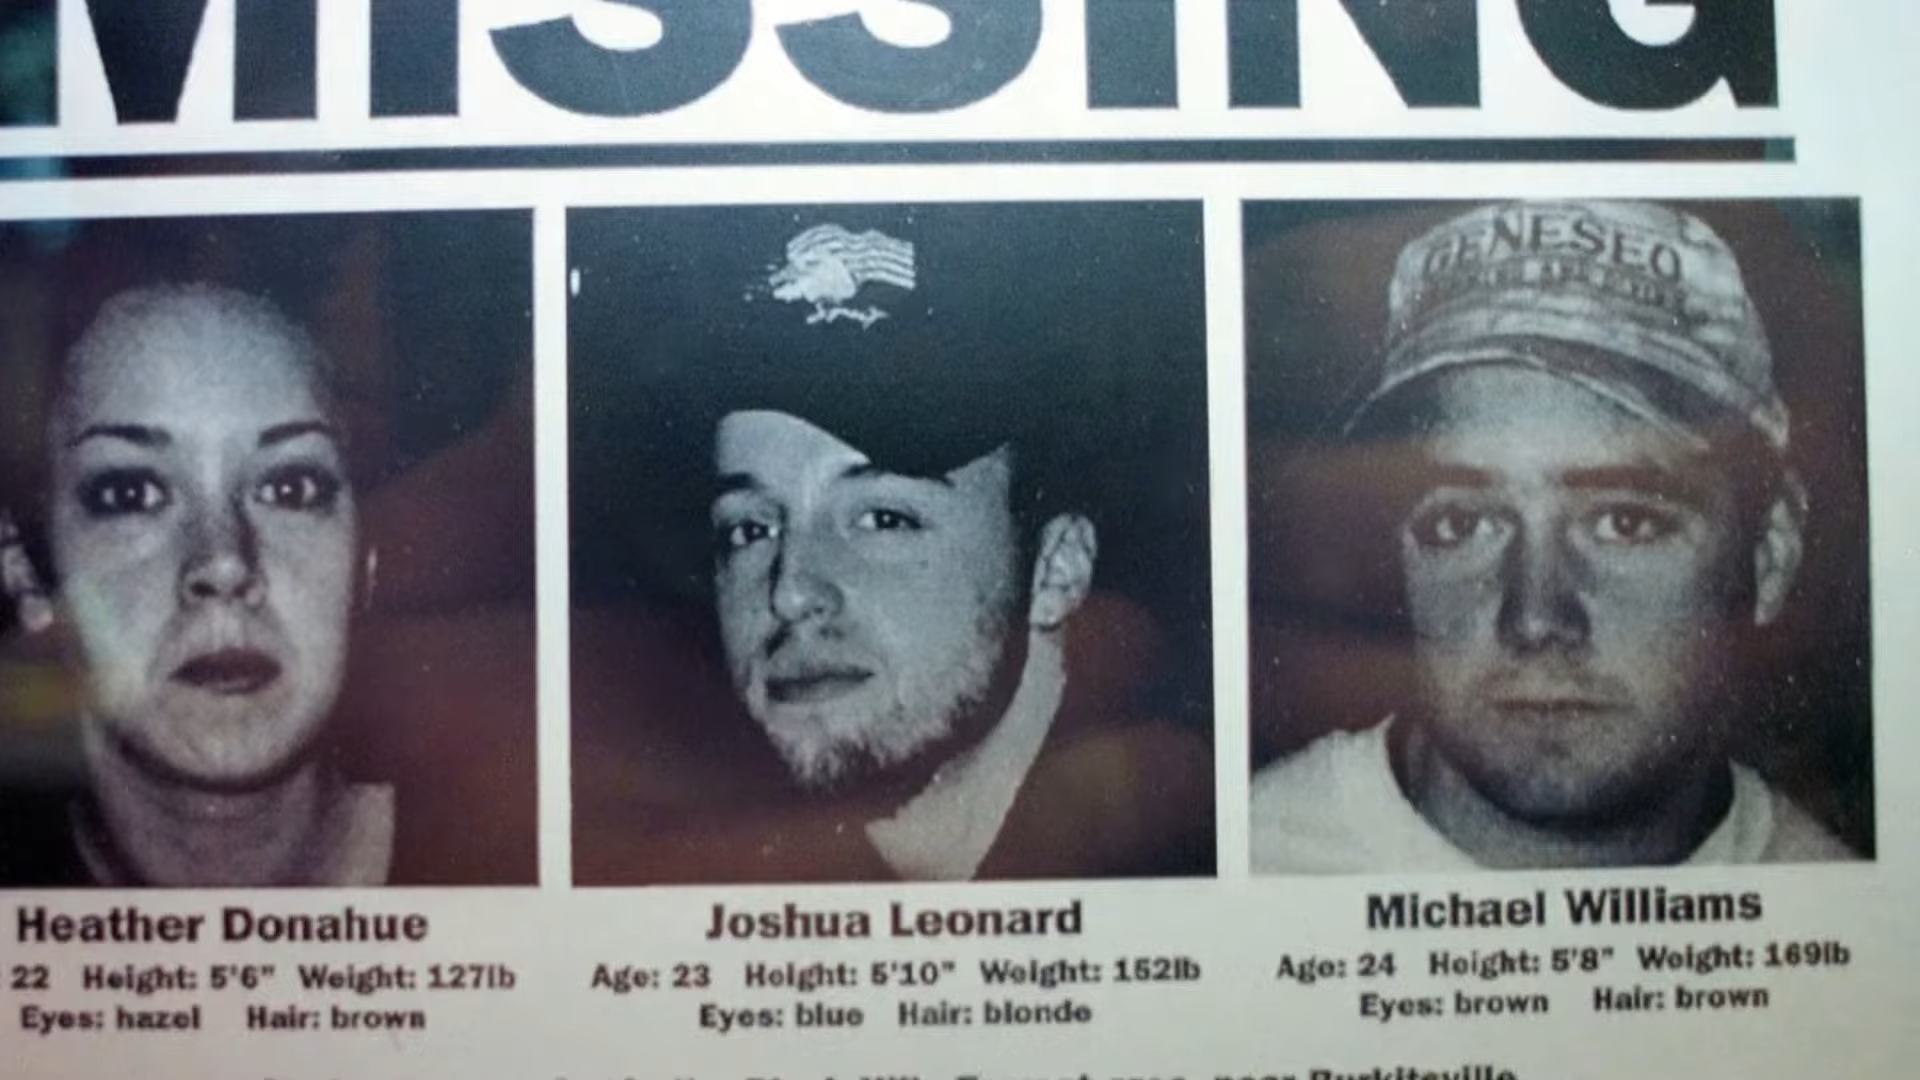 MISSING
GENESEO
Heather Donahue
22 Height: 5'6" Weight: 127lb
Eyes: hazel Hair: brown
Joshua Leonard
Age: 23 Height: 5'10" Weight: 152lb
Eyes: blue Hair: blonde
Michael Williams
Age: 24 Height: 5'8" Weight: 169lb
Eyes: brown Hair: brown
near Burkitsville